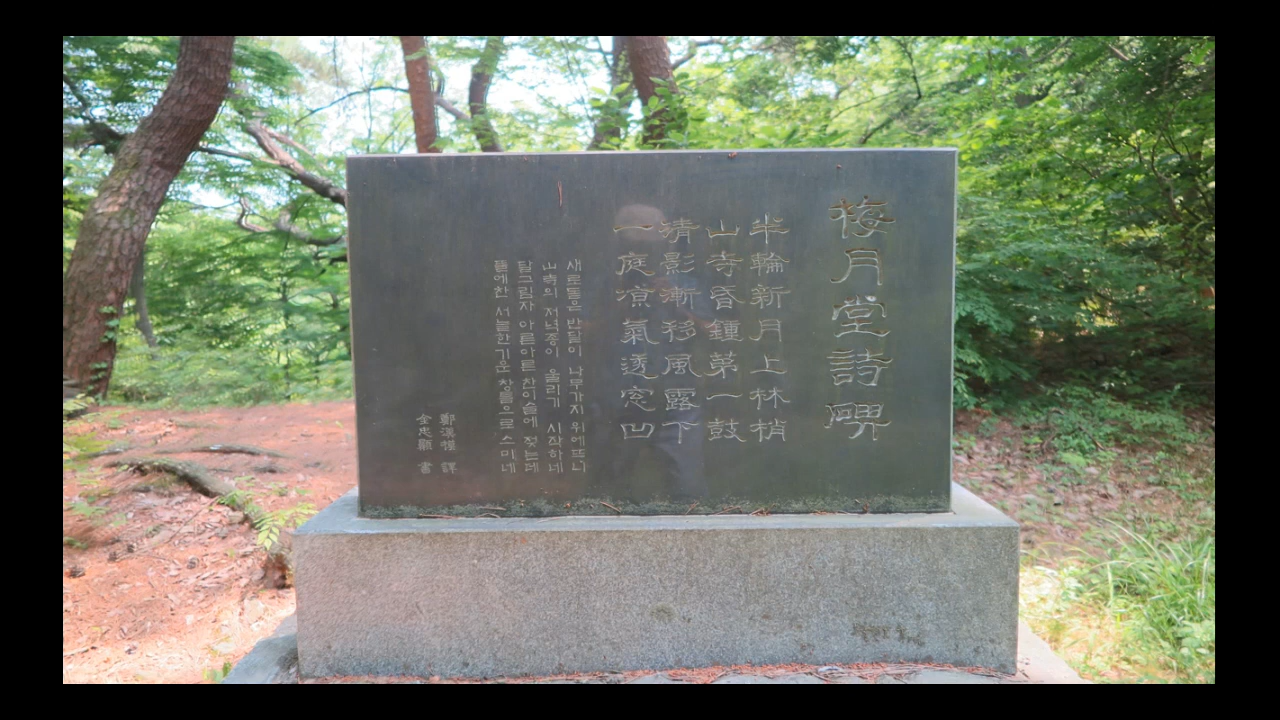 梅月堂詩碑
半輪新月上林梢
山寺昏鍾第一鼓
淸影漸移風露下
一庭凉氣透窓凹
새로돋은 반달이 나무가지 위에뜨니
山寺의 저녁종이 울리기 시작하네
달그림자 아른아른 찬이슬에 젖는데
뜰에찬 서늘한기운 창틈으로 스미네
鄭漢模 譯
金忠顯 書